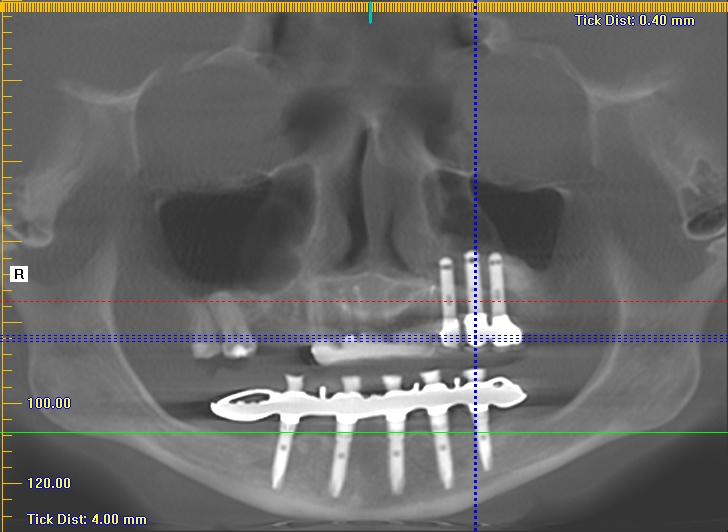 Tick Dist: 0.40 mm
R
100.00
120.00
Tick Dist: 4.00 mm